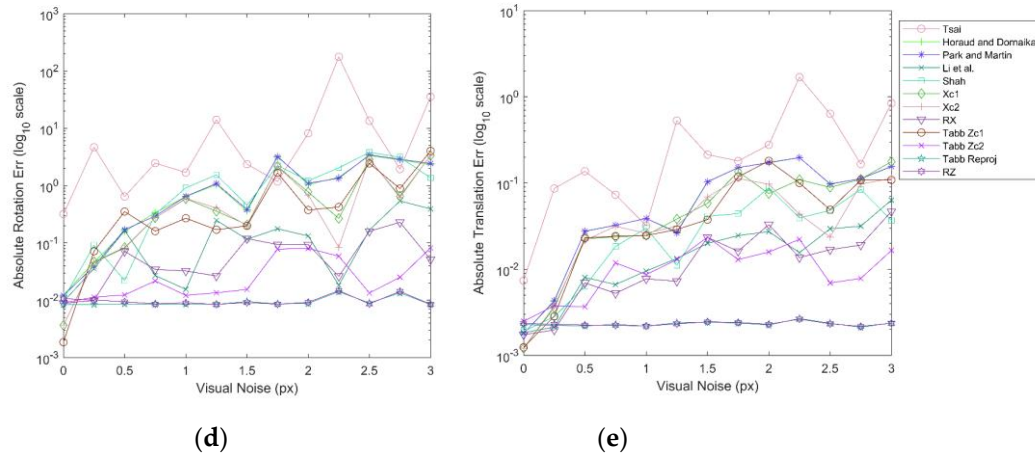 10³
10²
10¹
10⁰
10⁻¹
10⁻²
10⁻³
Absolute Rotation Err (log₁₀ scale)
0 0.5 1 1.5 2 2.5 3
Visual Noise (px)
(d)
10¹
10⁰
10⁻¹
10⁻²
10⁻³
Absolute Translation Err (log₁₀ scale)
0 0.5 1 1.5 2 2.5 3
Visual Noise (px)
(e)
Tsai
Horaud and Dornaika
Park and Martin
Li et al.
Shah
Xc1
Xc2
RX
Tabb Zc1
Tabb Zc2
Tabb Reproj
RZ